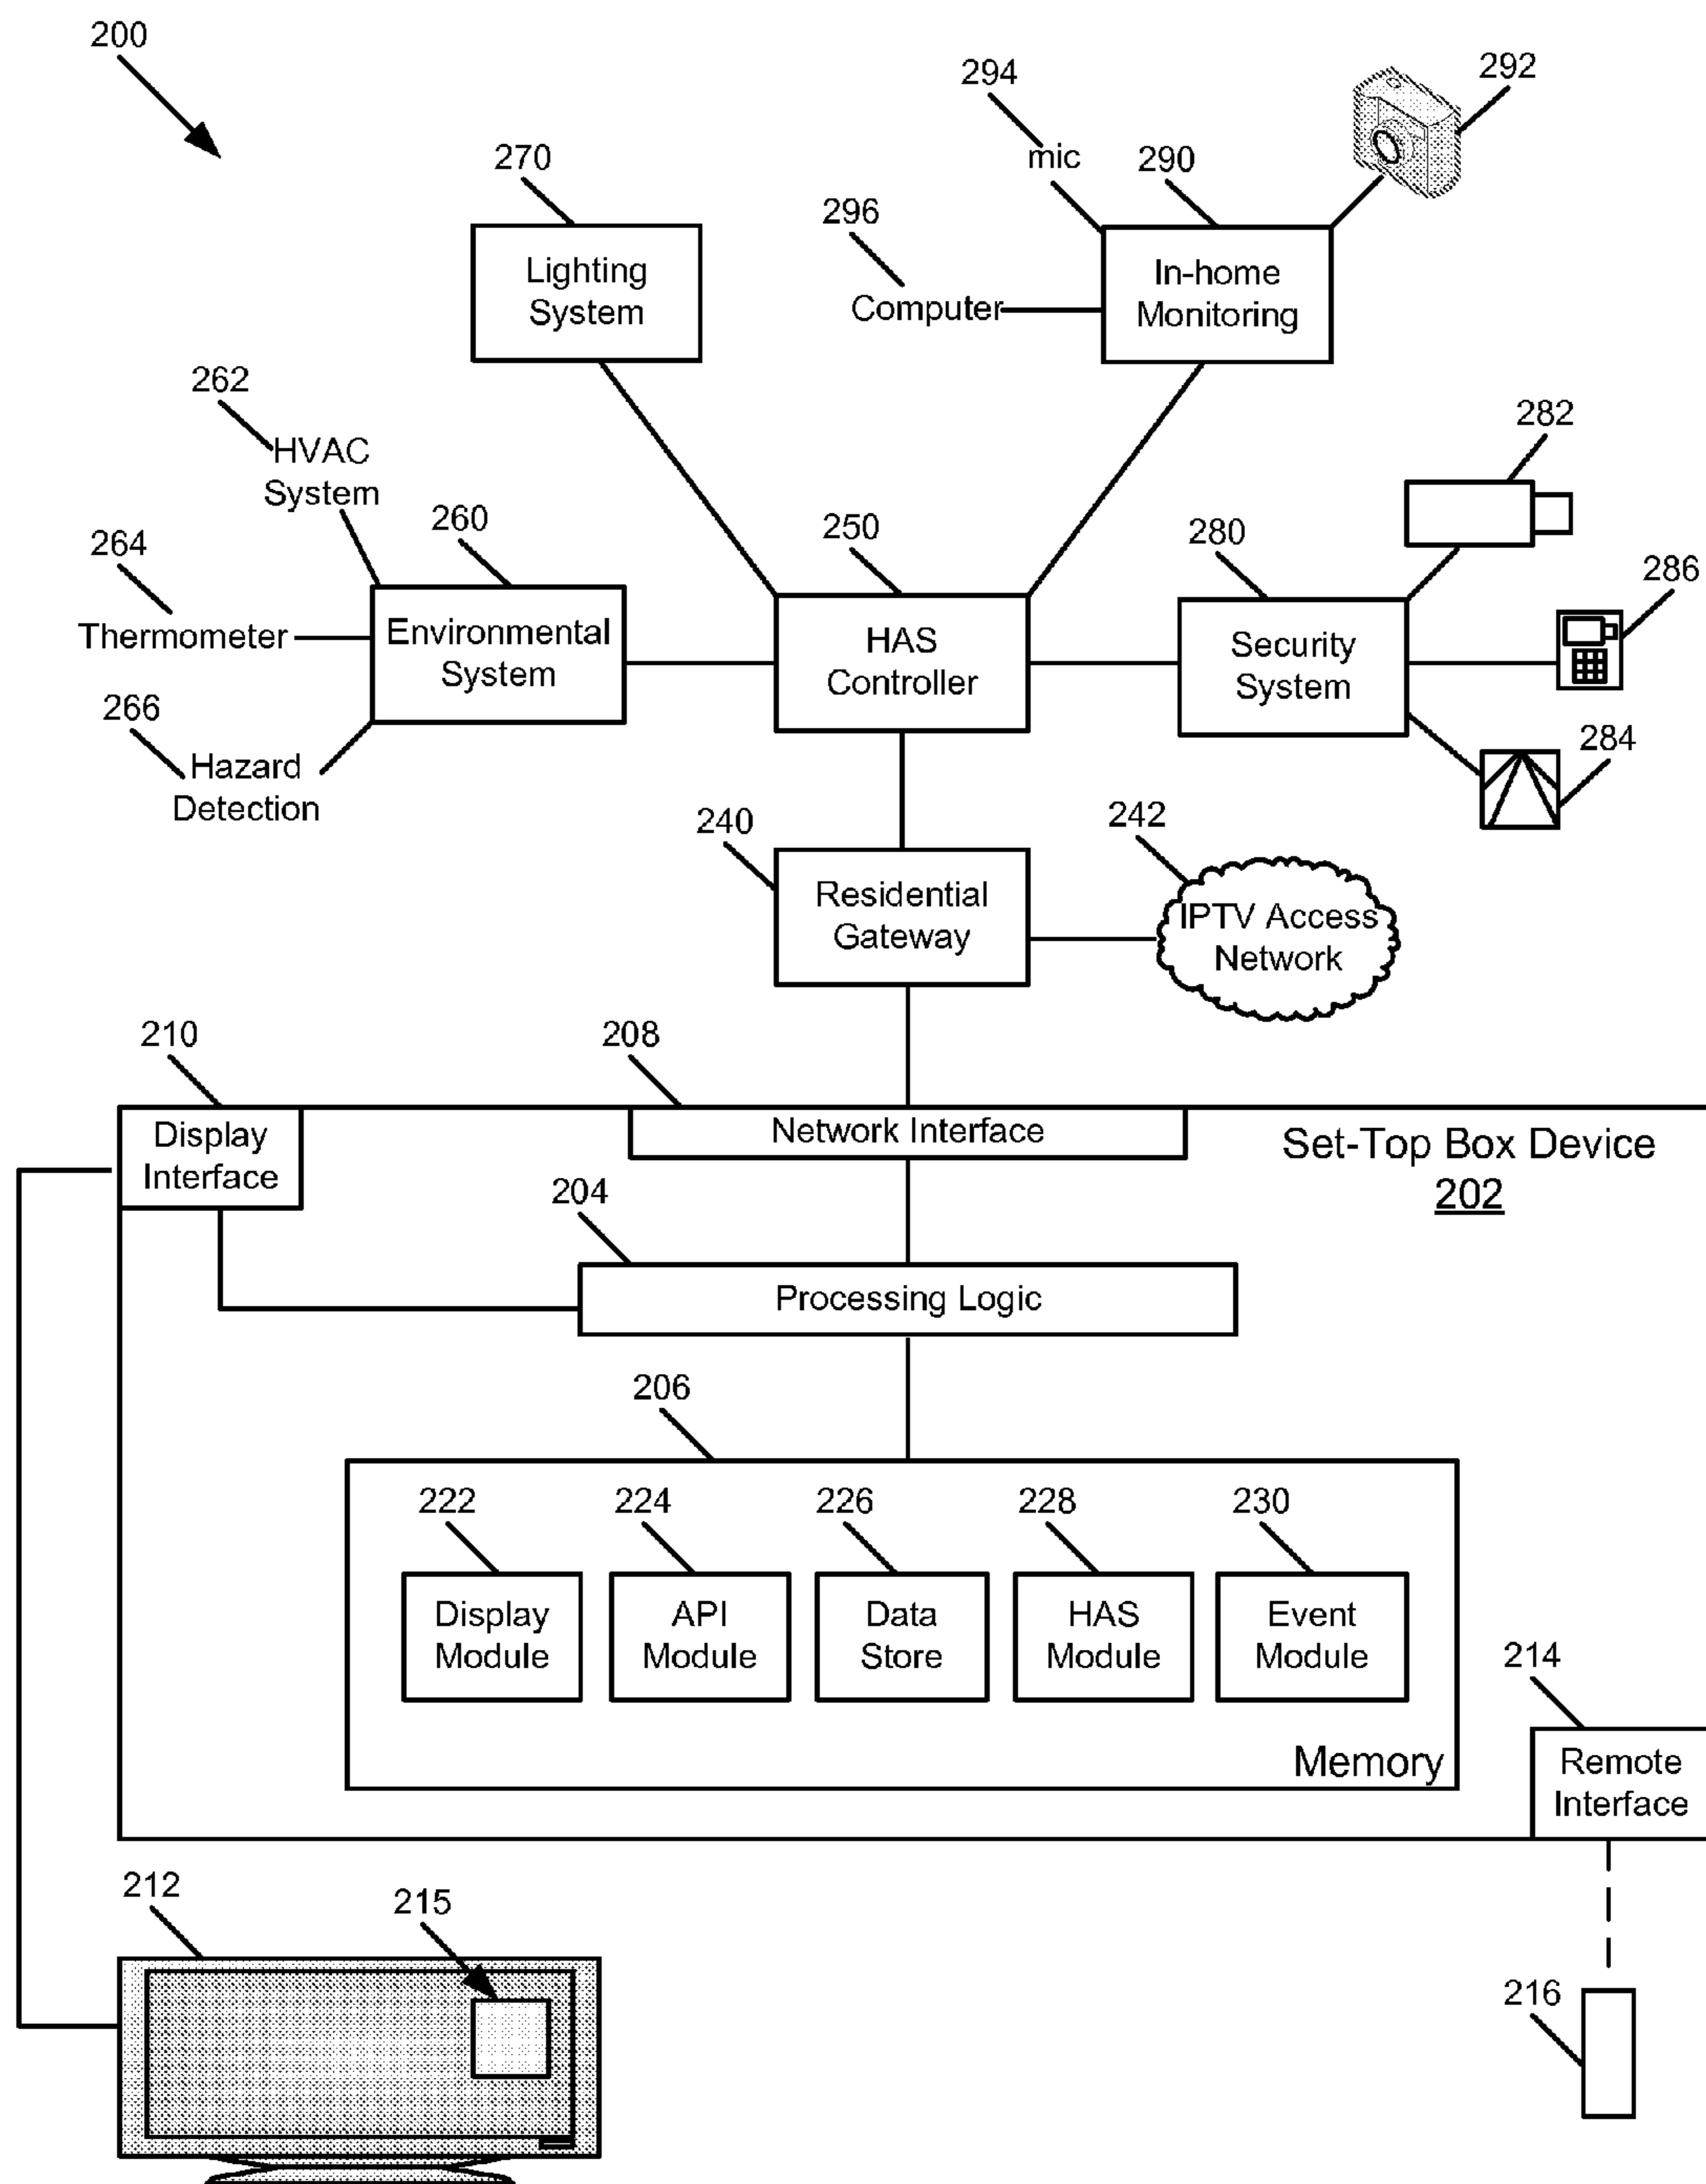 200
294
292
mic
270
290
296
Lighting
System
In-home
Monitoring
Computer
262
HVAC
System
282
264
260
250
280
286
Thermometer
Environmental
System
HAS
Controller
Security
System
266
Hazard
Detection
284
240
242
Residential
Gateway
IPTV Access
Network
210
208
Display
Interface
Network Interface
Set-Top Box Device
202
204
Processing Logic
206
222
224
226
228
230
Display
Module
API
Module
Data
Store
HAS
Module
Event
Module
214
Memory
Remote
Interface
212
215
216